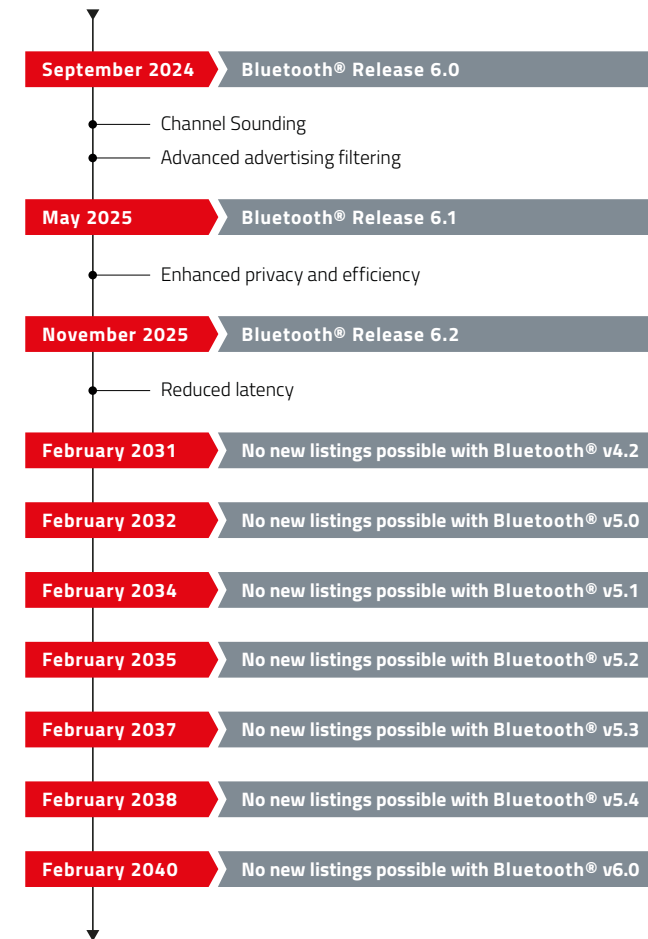 September 2024 Bluetooth® Release 6.0
Channel Sounding
Advanced advertising filtering
May 2025 Bluetooth® Release 6.1
Enhanced privacy and efficiency
November 2025 Bluetooth® Release 6.2
Reduced latency
February 2031 No new listings possible with Bluetooth® v4.2
February 2032 No new listings possible with Bluetooth® v5.0
February 2034 No new listings possible with Bluetooth® v5.1
February 2035 No new listings possible with Bluetooth® v5.2
February 2037 No new listings possible with Bluetooth® v5.3
February 2038 No new listings possible with Bluetooth® v5.4
February 2040 No new listings possible with Bluetooth® v6.0